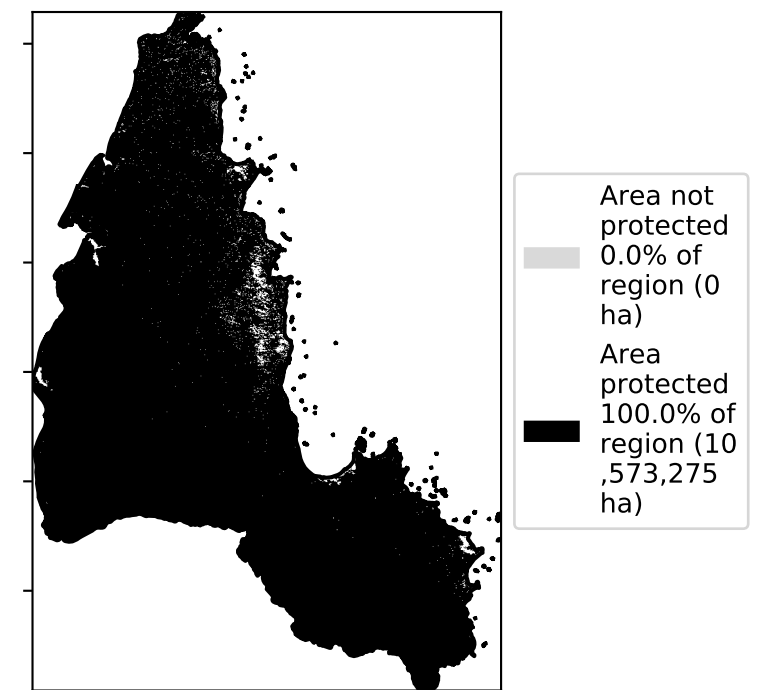 Area not
protected
0.0% of
region (0
ha)
Area
protected
100.0% of
region (10
,573,275
ha)